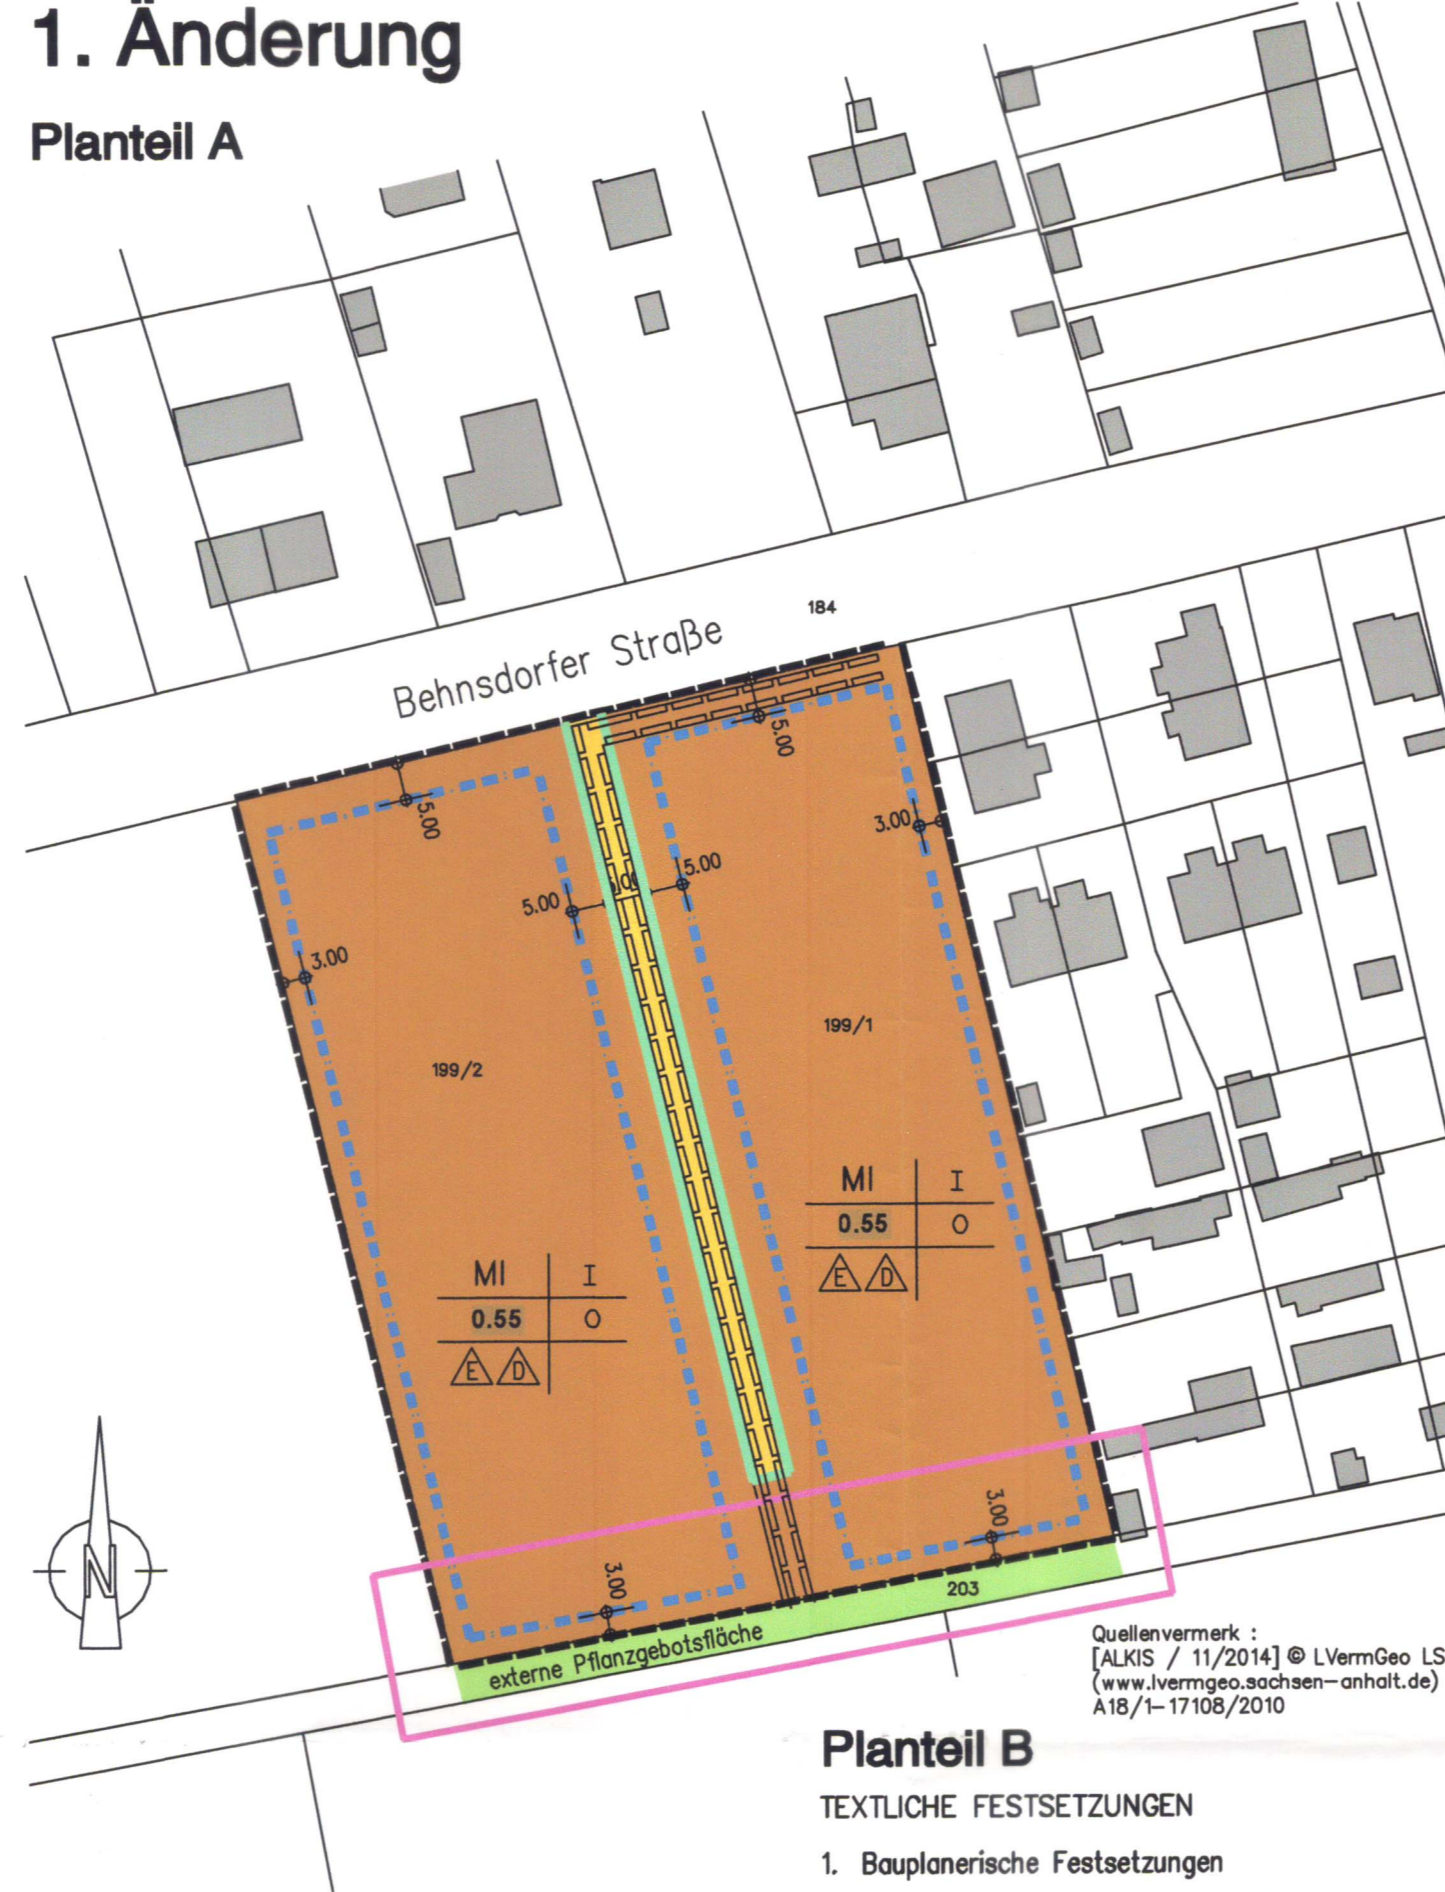 1. Änderung
Planteil A
184
Behnsdorfer Straße
5.00
5.00
3.00
5.00
5.00
3.00
199/1
199/2
MI I
0.55 O
E D
MI I
0.55 O
E D
3.00
3.00
203
externe Pflanzgebotsfläche
N
Quellenvermerk :
[ALKIS / 11/2014] © LVermGeo LS
(www.lvermgeo.sachsen-anhalt.de)
A18/1-17108/2010
Planteil B
TEXTLICHE FESTSETZUNGEN
1. Bauplanerische Festsetzungen